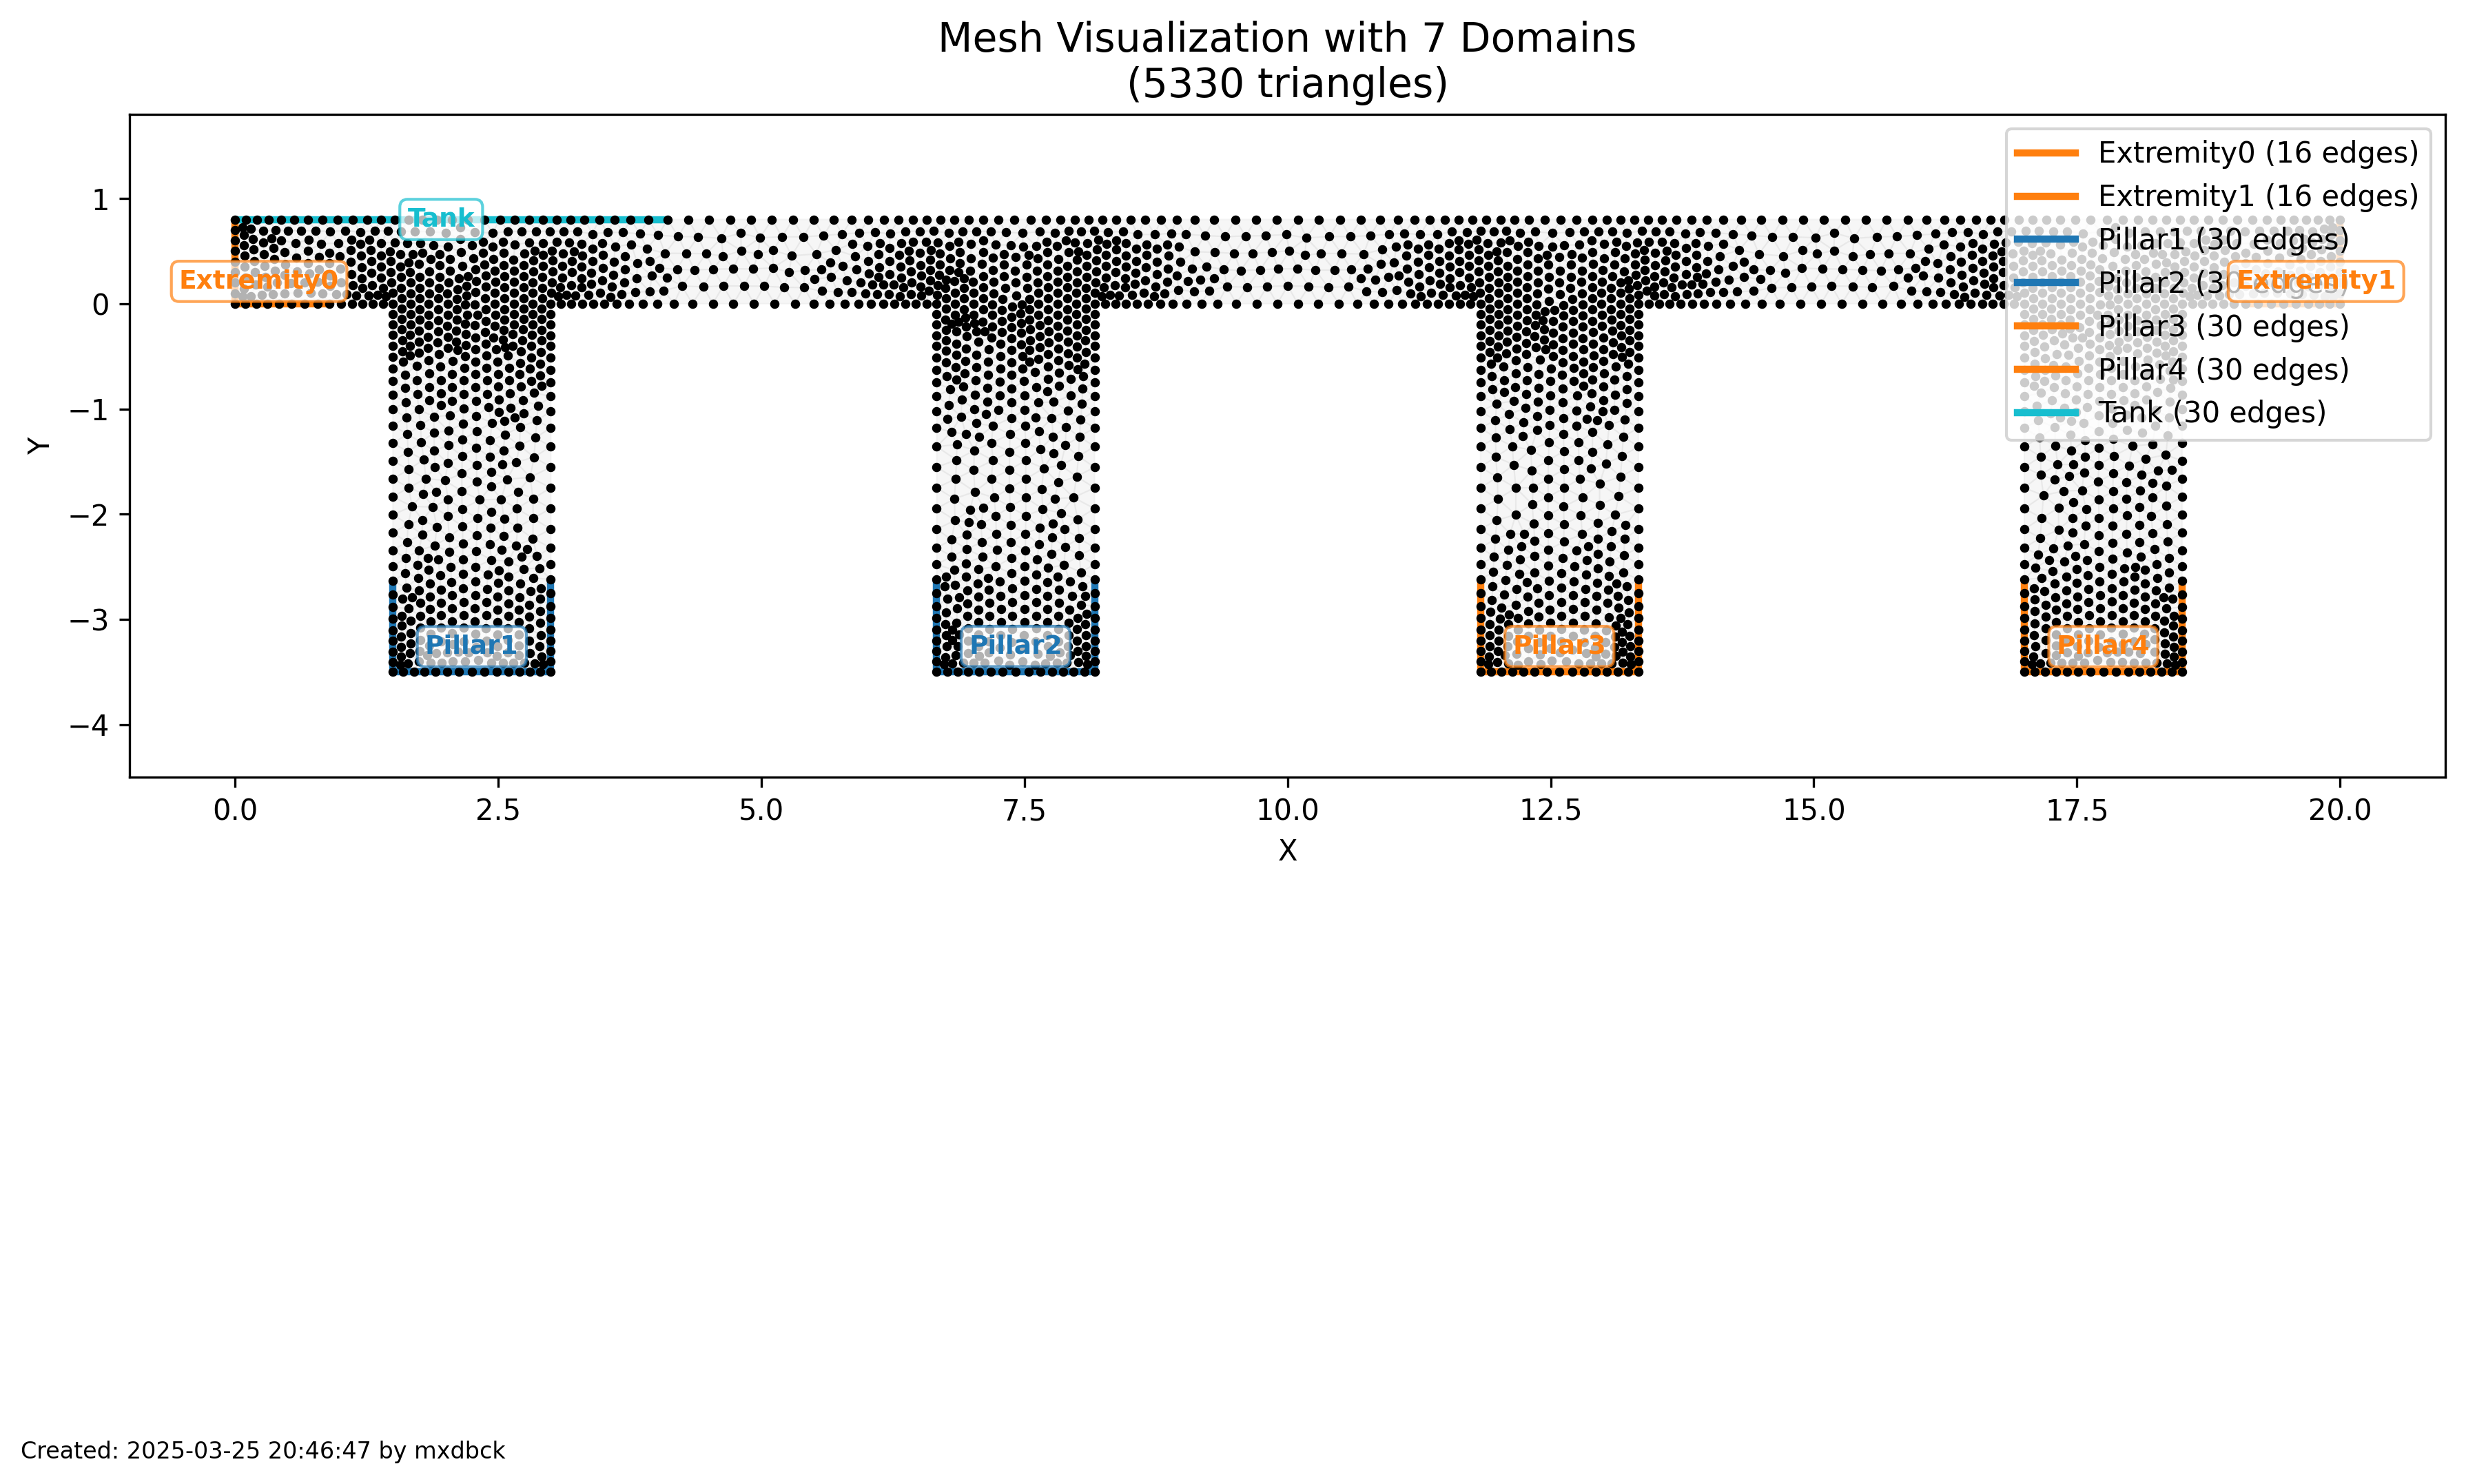 Mesh Visualization with 7 Domains
(5330 triangles)
Extremity0 (16 edges)
Extremity1 (16 edges)
Pillar1 (30 edges)
Pillar2 (30 edges)
Pillar3 (30 edges)
Pillar4 (30 edges)
Tank (30 edges)
Tank
Extremity0
Extremity1
Pillar1
Pillar2
Pillar3
Pillar4
Y
1
0
−1
−2
−3
−4
0.0
2.5
5.0
7.5
10.0
12.5
15.0
17.5
20.0
X
Created: 2025-03-25 20:46:47 by mxdbck